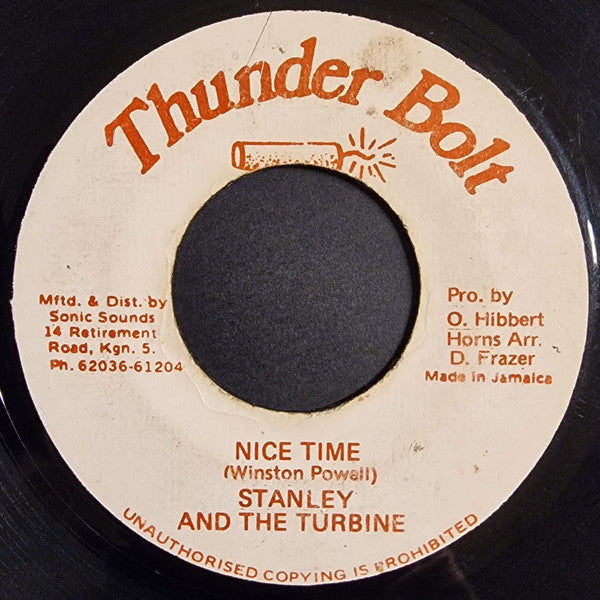 Thunder Bolt
Mftd. & Dist. by
Sonic Sounds
14 Retirement
Road, Kgn. 5.
Ph. 62036-61204
Pro. by
O. Hibbert
Horns Arr.
D. Frazer
Made in Jamaica
NICE TIME
(Winston Powell)
STANLEY
AND THE TURBINE
UNAUTHORISED COPYING IS PROHIBITED